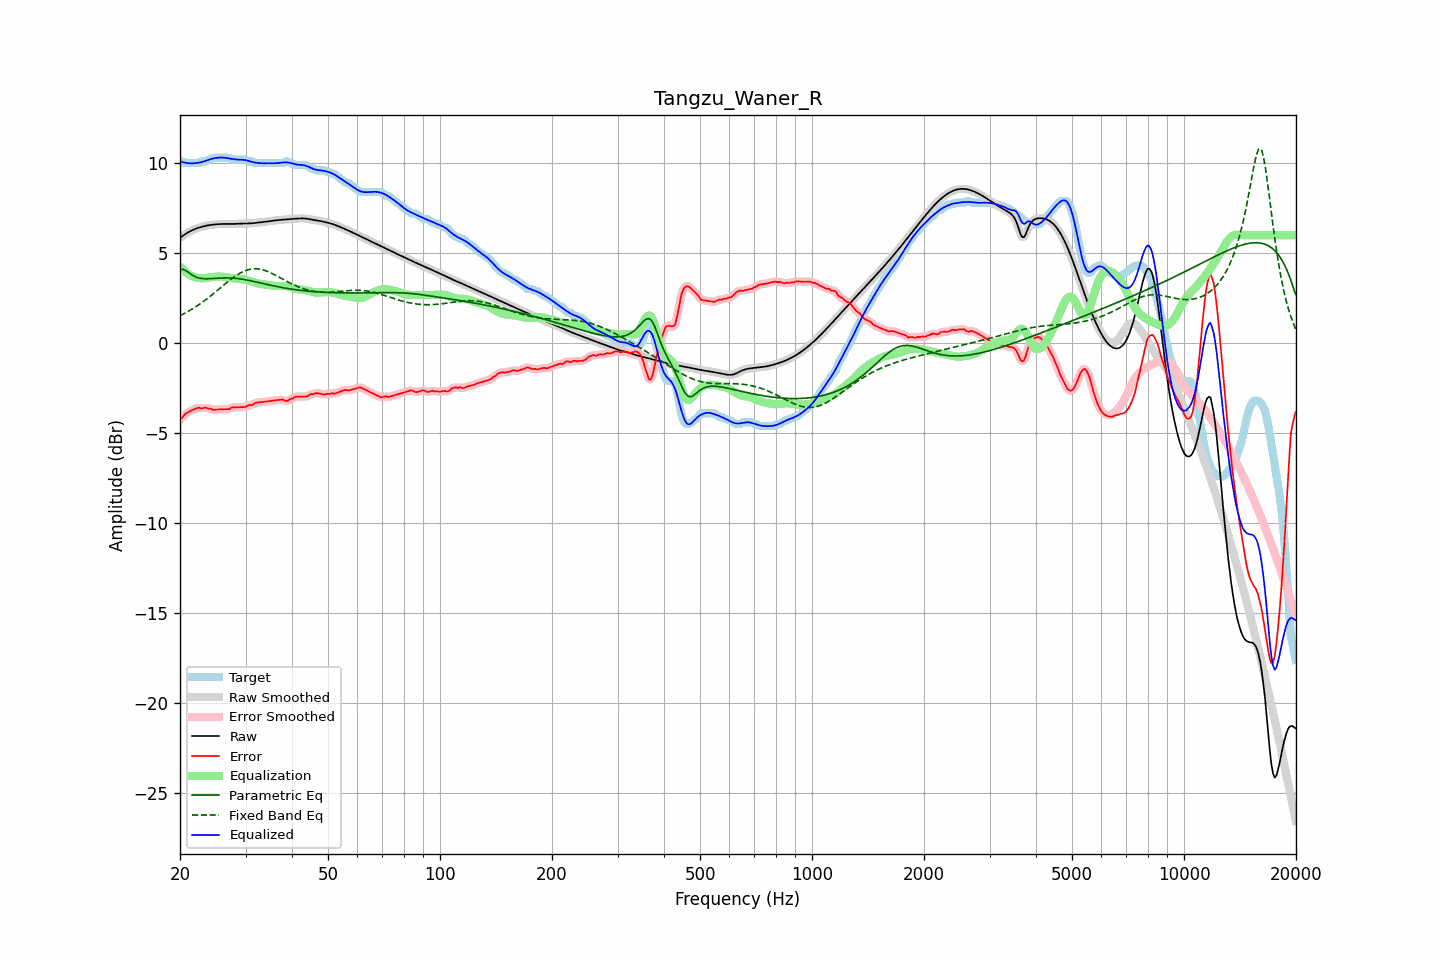 Tangzu_Waner_R
Amplitude (dBr)
10
5
0
−5
−10
−15
−20
−25
Target
Raw Smoothed
Error Smoothed
Raw
Error
Equalization
Parametric Eq
Fixed Band Eq
Equalized
20 50 100 200 500 1000 2000 5000 10000 20000
Frequency (Hz)